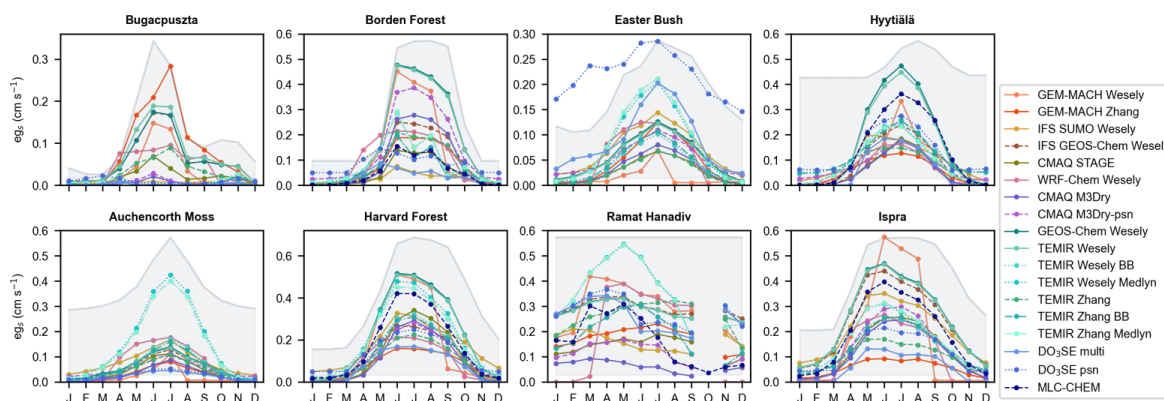 Bugacpuszta
Borden Forest
Easter Bush
Hyytiälä
egₛ (cm s⁻¹)
0.3
0.2
0.1
0.0
0.6
0.5
0.4
0.3
0.2
0.1
0.0
0.30
0.20
0.10
0.00
0.6
0.5
0.4
0.3
0.2
0.1
0.0
Auchencorth Moss
Harvard Forest
Ramat Hanadiv
Ispra
egₛ (cm s⁻¹)
0.6
0.5
0.4
0.3
0.2
0.1
0.0
0.6
0.4
0.2
0.0
0.6
0.5
0.4
0.3
0.2
0.1
0.0
0.6
0.5
0.4
0.3
0.2
0.1
0.0
J F M A M J J A S O N D
J F M A M J J A S O N D
J F M A M J J A S O N D
J F M A M J J A S O N D
GEM-MACH Wesely
GEM-MACH Zhang
IFS SUMO Wesely
IFS GEOS-Chem Wesel
CMAQ STAGE
WRF-Chem Wesely
CMAQ M3Dry
CMAQ M3Dry-psn
GEOS-Chem Wesely
TEMIR Wesely
TEMIR Wesely BB
TEMIR Wesely Medlyn
TEMIR Zhang
TEMIR Zhang BB
TEMIR Zhang Medlyn
DO₃SE multi
DO₃SE psn
MLC-CHEM